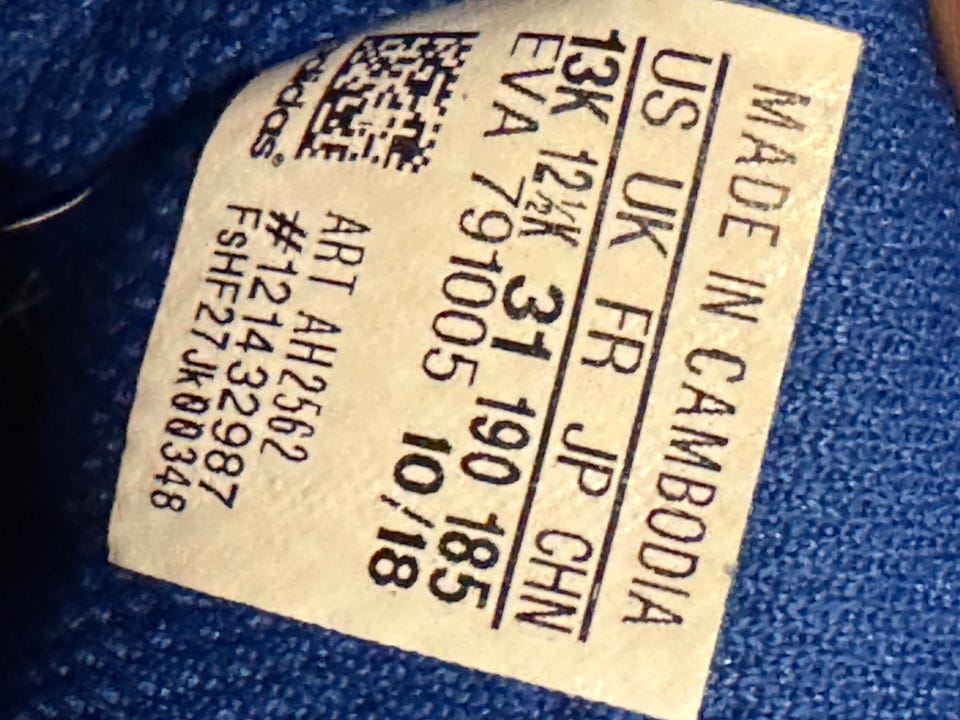 MADE IN CAMBODIA
US UK FR JP CHN
13K 12½K 31 190 185
EVA 791005 10/18
ART AH2562
#121432987
FsHF27JK00348
adidas®